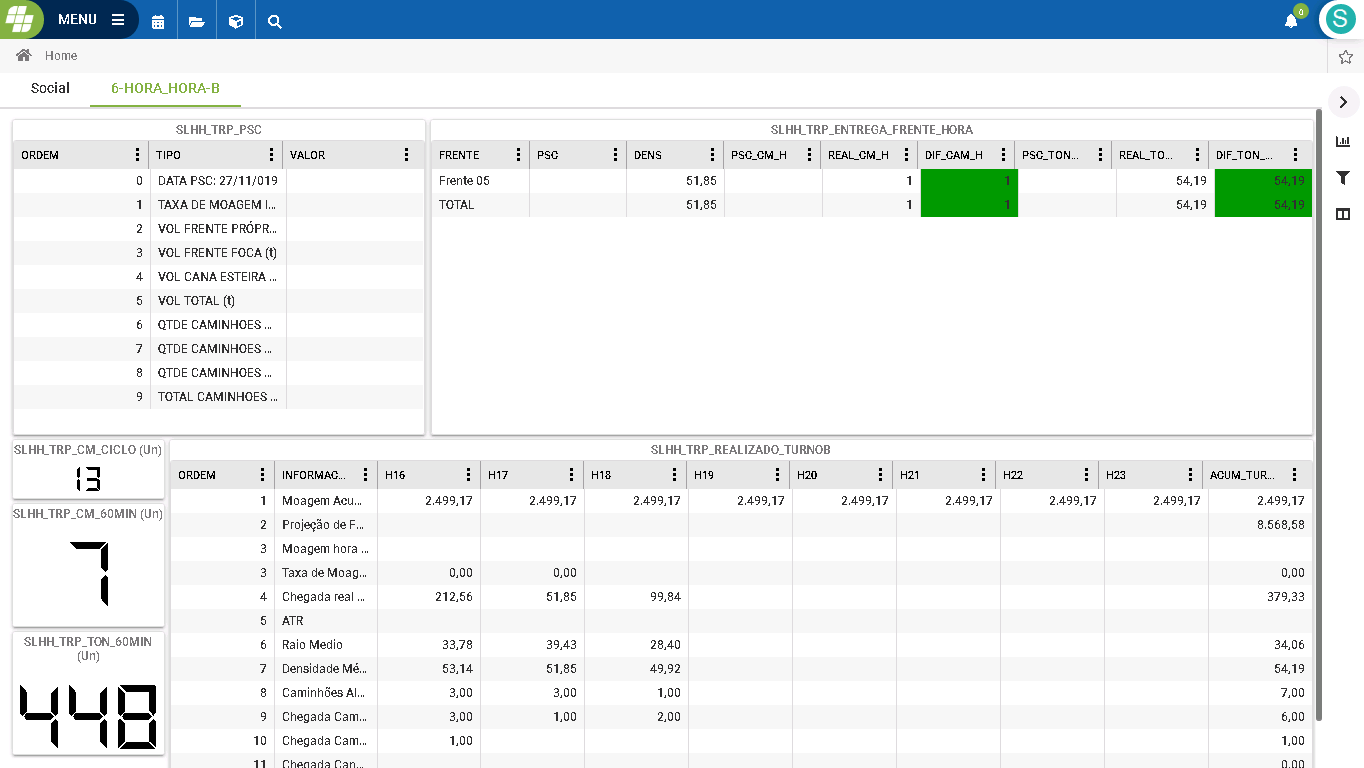 MENU
0
S
Home
Social 6-HORA_HORA-B
SLHH_TRP_PSC
ORDEM TIPO VALOR
0 DATA PSC: 27/11/019
1 TAXA DE MOAGEM I...
2 VOL FRENTE PRÓPR...
3 VOL FRENTE FOCA (t)
4 VOL CANA ESTEIRA ...
5 VOL TOTAL (t)
6 QTDE CAMINHOES ...
7 QTDE CAMINHOES ...
8 QTDE CAMINHOES ...
9 TOTAL CAMINHOES ...
SLHH_TRP_ENTREGA_FRENTE_HORA
FRENTE PSC DENS PSC_CM_H REAL_CM_H DIF_CAM_H PSC_TON... REAL_TO... DIF_TON_...
Frente 05 51,85 1 1 54,19 54,19
TOTAL 51,85 1 1 54,19 54,19
SLHH_TRP_CM_CICLO (Un)
13
SLHH_TRP_CM_60MIN (Un)
7
SLHH_TRP_TON_60MIN
(Un)
448
SLHH_TRP_REALIZADO_TURNOB
ORDEM INFORMAC... H16 H17 H18 H19 H20 H21 H22 H23 ACUM_TUR...
1 Moagem Acu... 2.499,17 2.499,17 2.499,17 2.499,17 2.499,17 2.499,17 2.499,17 2.499,17 2.499,17
2 Projeção de F... 8.568,58
3 Moagem hora ...
3 Taxa de Moag... 0,00 0,00 0,00
4 Chegada real ... 212,56 51,85 99,84 379,33
5 ATR
6 Raio Medio 33,78 39,43 28,40 34,06
7 Densidade Mé... 53,14 51,85 49,92 54,19
8 Caminhões Al... 3,00 3,00 1,00 7,00
9 Chegada Cam... 3,00 1,00 2,00 6,00
10 Chegada Cam... 1,00 1,00
11 Chegada Can... 0,00